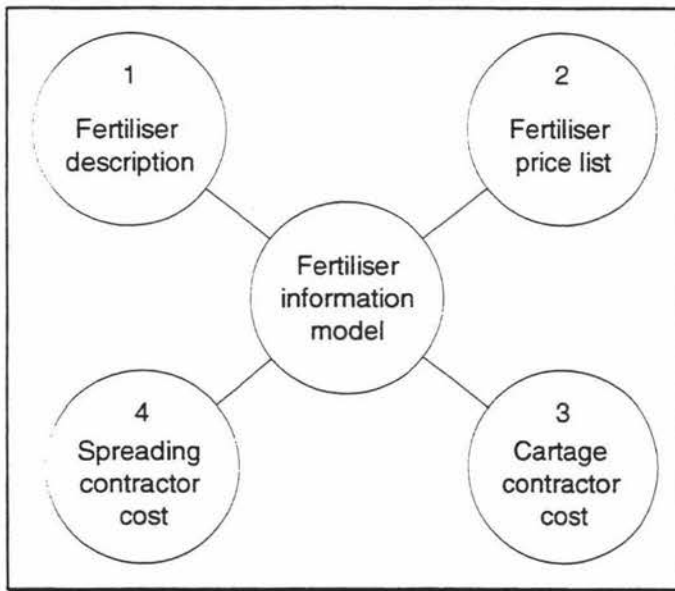 1
Fertiliser
description
2
Fertiliser
price list
Fertiliser
information
model
4
Spreading
contractor
cost
3
Cartage
contractor
cost